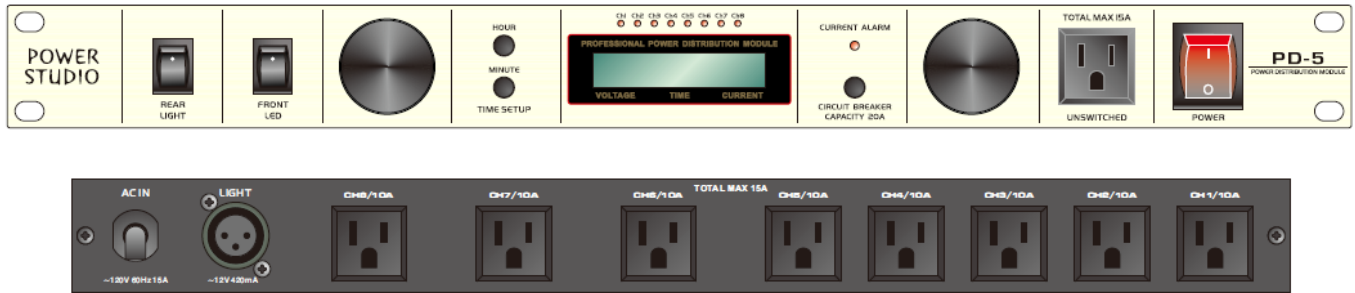 POWER
STUDIO
REAR
LIGHT
FRONT
LED
HOUR
MINUTE
TIME SETUP
CH1 Ch2 Ch3 Ch4 Ch5 Ch6 Ch7 Ch8
PROFESSIONAL POWER DISTRIBUTION MODULE
VOLTAGE TIME CURRENT
CURRENT ALARM
CIRCUIT BREAKER
CAPACITY 20A
TOTAL MAX 15A
UNSWITCHED
POWER
PD-5
POWER DISTRIBUTION MODULE
AC IN
~120V 60Hz 15A
LIGHT
~12V 420mA
TOTAL MAX 15A
CH8/10A
CH7/10A
CH6/10A
CH5/10A
CH4/10A
CH3/10A
CH2/10A
CH1/10A